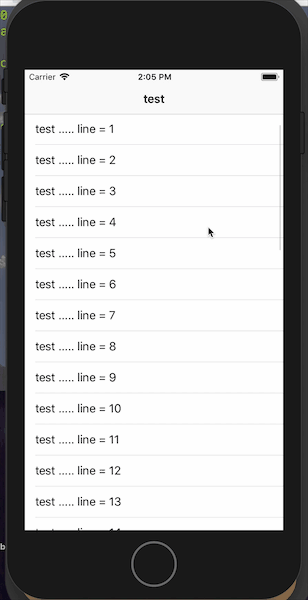 Carrier 2:05 PM
test
test ..... line = 1
test ..... line = 2
test ..... line = 3
test ..... line = 4
test ..... line = 5
test ..... line = 6
test ..... line = 7
test ..... line = 8
test ..... line = 9
test ..... line = 10
test ..... line = 11
test ..... line = 12
test ..... line = 13